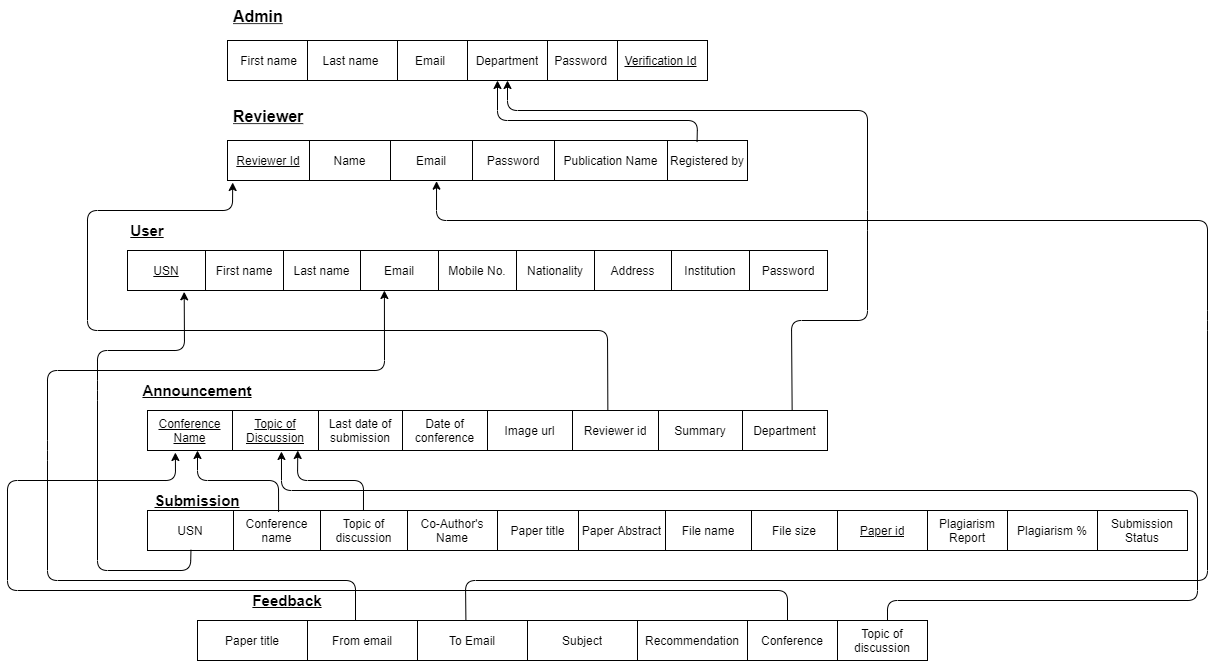 Admin
First name Last name Email Department Password Verification Id
Reviewer
Reviewer Id Name Email Password Publication Name Registered by
User
USN First name Last name Email Mobile No. Nationality Address Institution Password
Announcement
Conference Name Topic of Discussion Last date of submission Date of conference Image url Reviewer id Summary Department
Submission
USN Conference name Topic of discussion Co-Author's Name Paper title Paper Abstract File name File size Paper id Plagiarism Report Plagiarism % Submission Status
Feedback
Paper title From email To Email Subject Recommendation Conference Topic of discussion